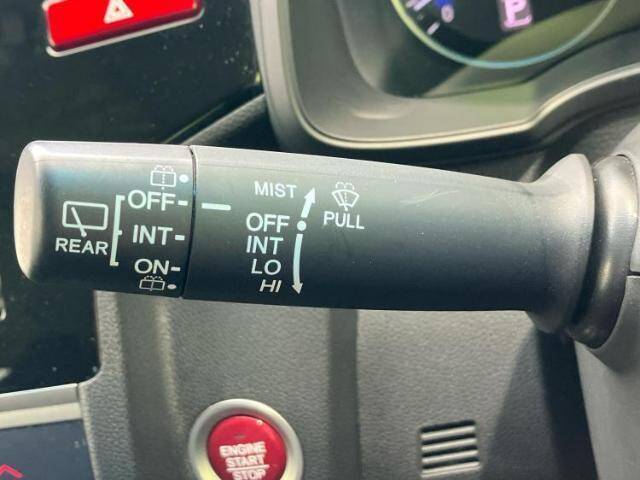 P
REAR
OFF
INT
ON
MIST
OFF
INT
LO
HI
PULL
ENGINE
START
STOP